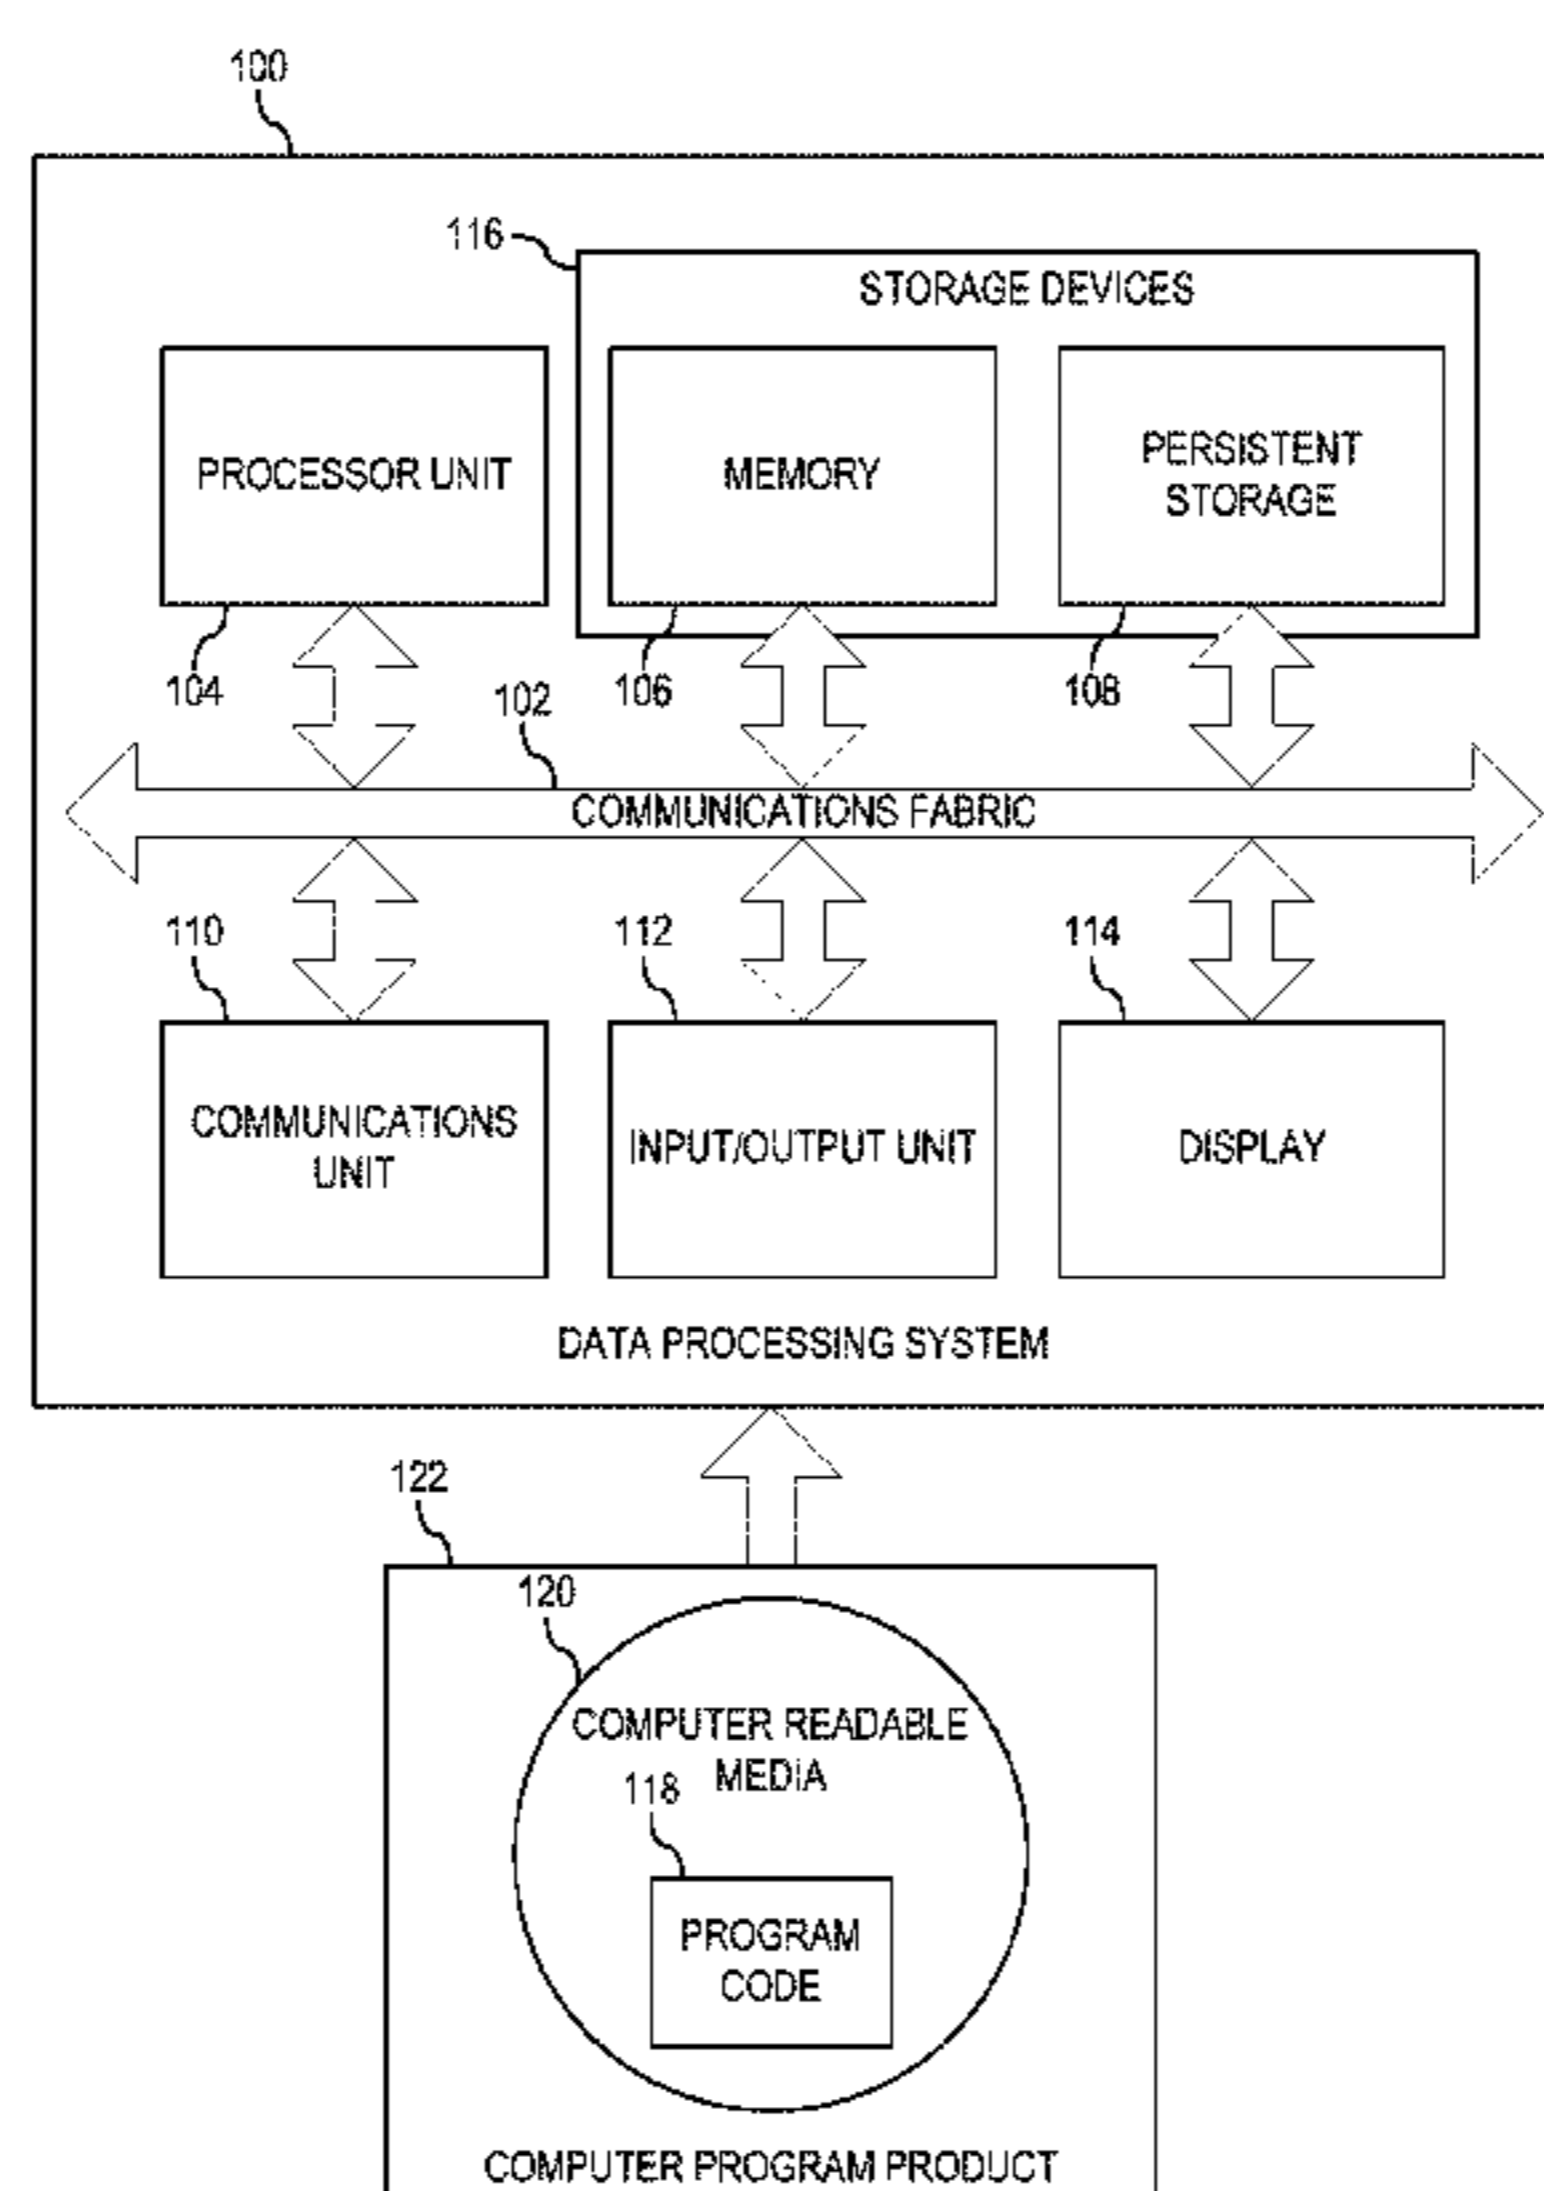 100
116
STORAGE DEVICES
PROCESSOR UNIT
MEMORY
PERSISTENT
STORAGE
104
106
108
102
COMMUNICATIONS FABRIC
110
112
114
COMMUNICATIONS
UNIT
INPUT/OUTPUT UNIT
DISPLAY
DATA PROCESSING SYSTEM
122
120
COMPUTER READABLE
MEDIA
118
PROGRAM
CODE
COMPUTER PROGRAM PRODUCT